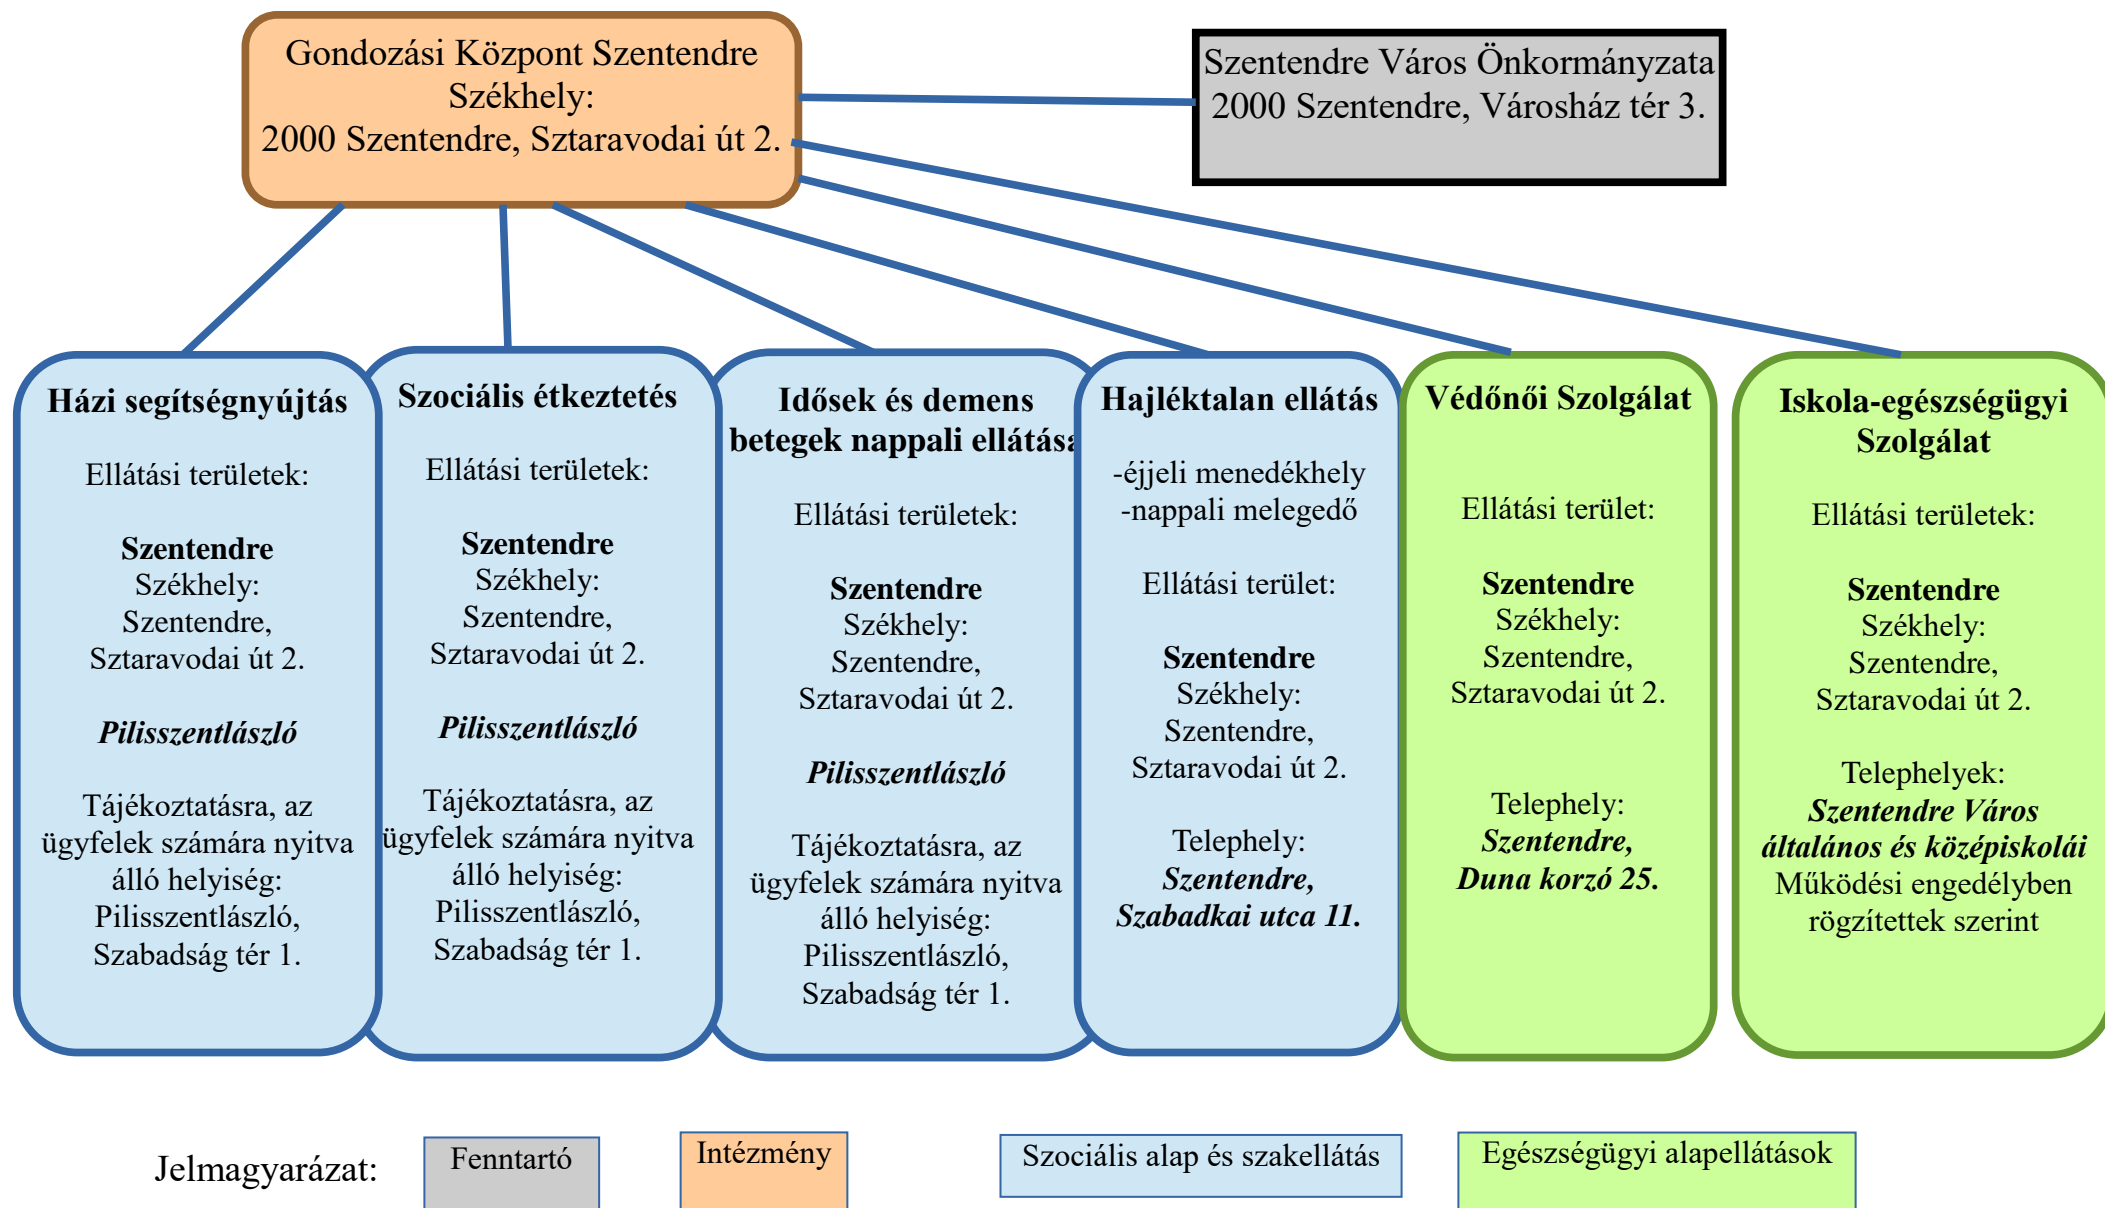 Gondozási Központ Szentendre
Székhely:
2000 Szentendre, Sztaravodai út 2.
Szentendre Város Önkormányzata
2000 Szentendre, Városház tér 3.
Házi segítségnyújtás
Ellátási területek:
Szentendre
Székhely:
Szentendre,
Sztaravodai út 2.
Pilisszentlászló
Tájékoztatásra, az
ügyfelek számára nyitva
álló helyiség:
Pilisszentlászló,
Szabadság tér 1.
Szociális étkeztetés
Ellátási területek:
Szentendre
Székhely:
Szentendre,
Sztaravodai út 2.
Pilisszentlászló
Tájékoztatásra, az
ügyfelek számára nyitva
álló helyiség:
Pilisszentlászló,
Szabadság tér 1.
Idősek és demens
betegek nappali ellátása
Ellátási területek:
Szentendre
Székhely:
Szentendre,
Sztaravodai út 2.
Pilisszentlászló
Tájékoztatásra, az
ügyfelek számára nyitva
álló helyiség:
Pilisszentlászló,
Szabadság tér 1.
Hajléktalan ellátás
-éjjeli menedékhely
-nappali melegedő
Ellátási terület:
Szentendre
Székhely:
Szentendre,
Sztaravodai út 2.
Telephely:
Szentendre,
Szabadkai utca 11.
Védőnői Szolgálat
Ellátási terület:
Szentendre
Székhely:
Szentendre,
Sztaravodai út 2.
Telephely:
Szentendre,
Duna korzó 25.
Iskola-egészségügyi
Szolgálat
Ellátási területek:
Szentendre
Székhely:
Szentendre,
Sztaravodai út 2.
Telephelyek:
Szentendre Város
általános és középiskolái
Működési engedélyben
rögzítettek szerint
Jelmagyarázat:
Fenntartó
Intézmény
Szociális alap és szakellátás
Egészségügyi alapellátások